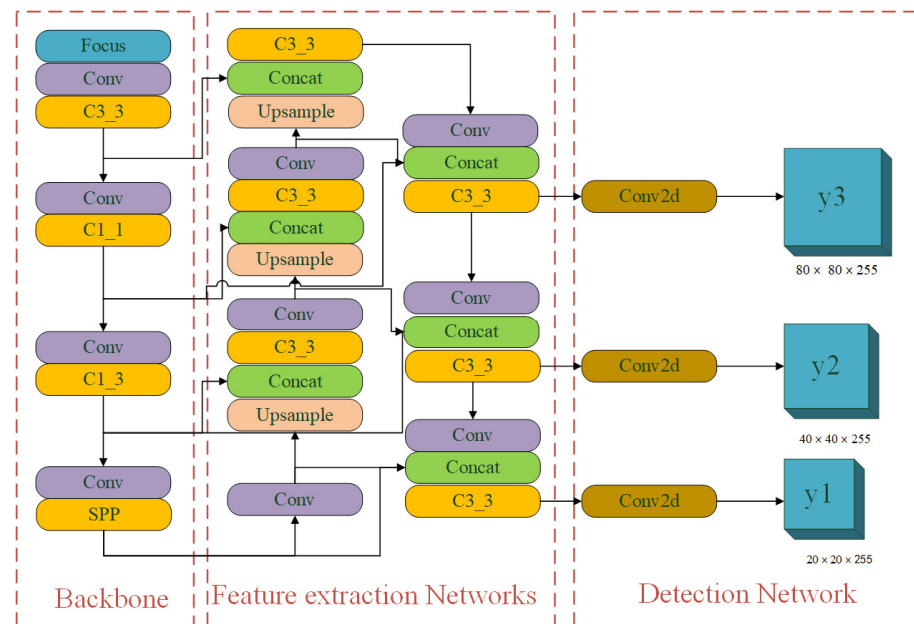 Focus
Conv
C3_3
Conv
C1_1
Conv
C1_3
Conv
SPP
Backbone
C3_3
Concat
Upsample
Conv
C3_3
Concat
Upsample
Conv
C3_3
Concat
Upsample
Conv
Conv
Concat
C3_3
Conv
Concat
C3_3
Conv
Concat
C3_3
Feature extraction Networks
Conv2d
y3
80 × 80 × 255
Conv2d
y2
40 × 40 × 255
Conv2d
y1
20 × 20 × 255
Detection Network